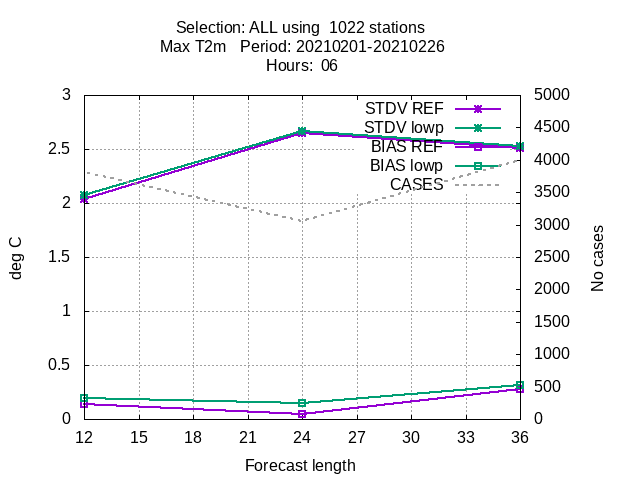 Selection: ALL using  1022 stations
Max T2m   Period: 20210201-20210226
Hours:  06
STDV REF
STDV lowp
BIAS REF
BIAS lowp
CASES
3
2.5
2
1.5
1
0.5
0
deg C
5000
4500
4000
3500
3000
2500
2000
1500
1000
500
0
No cases
12 15 18 21 24 27 30 33 36
Forecast length